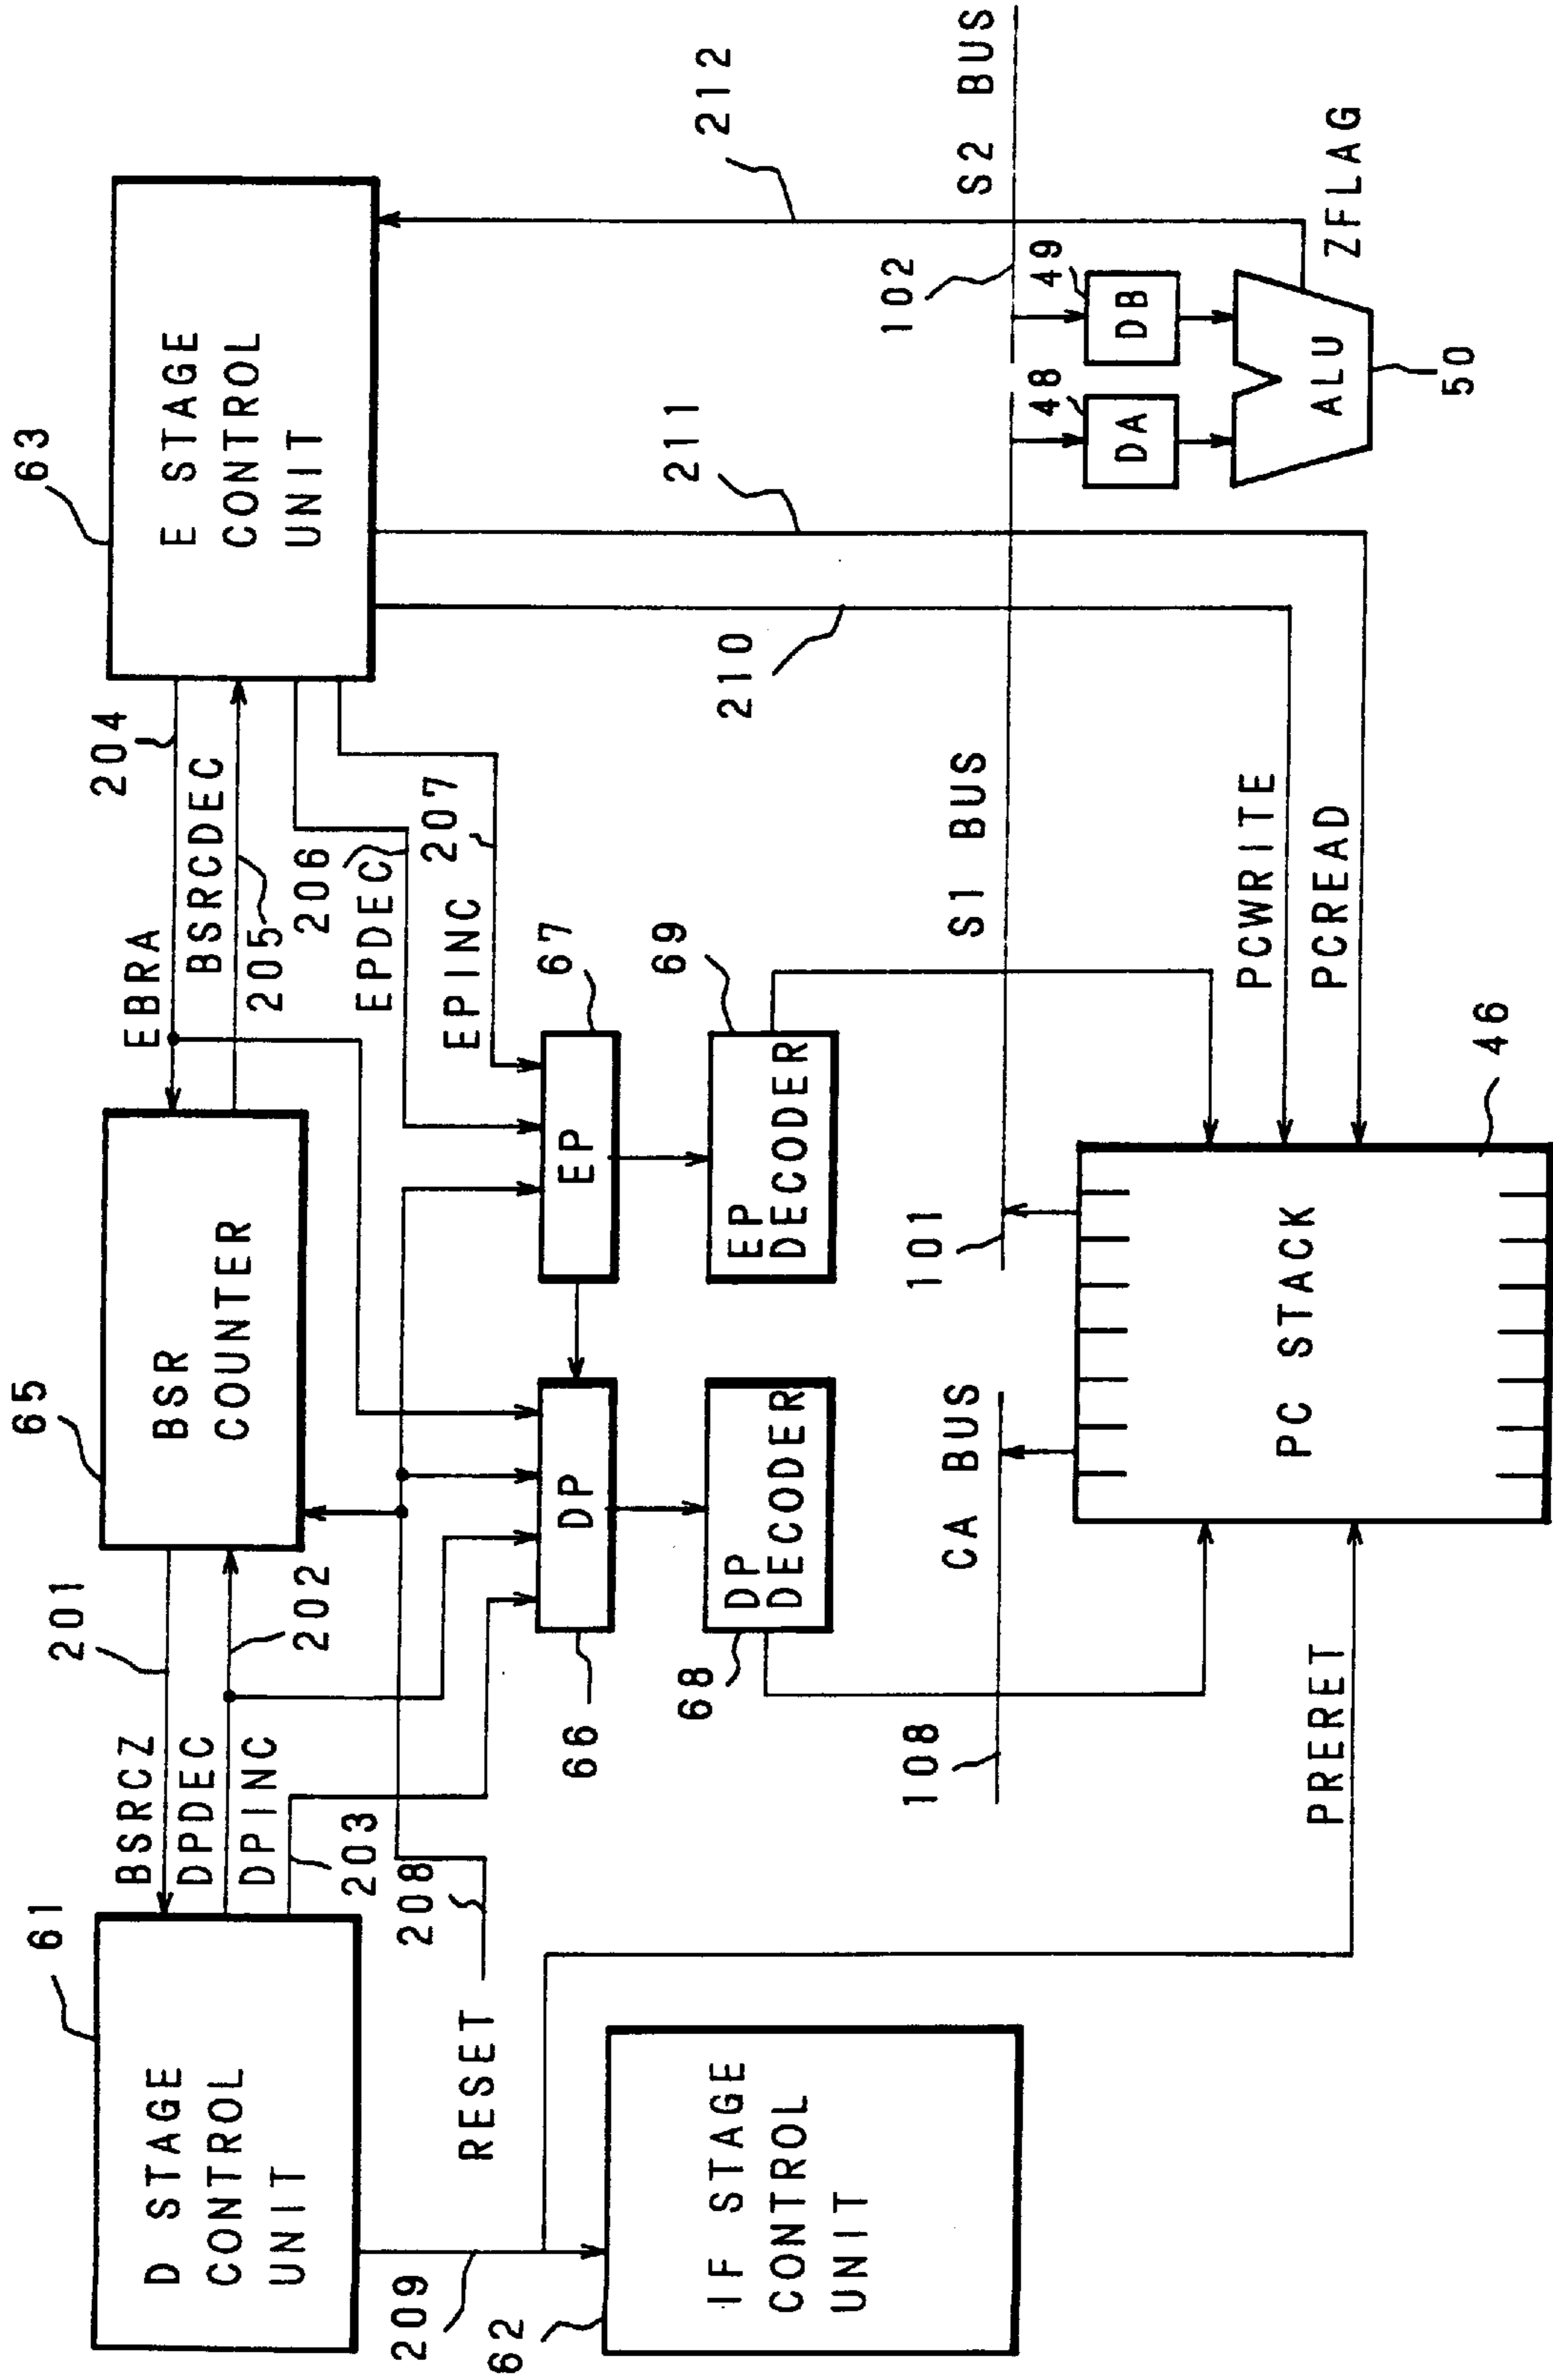 61
D STAGE
CONTROL
UNIT
BSRCZ
201
DPDEC
202
DPINC
203
65
BSR
COUNTER
EBRA
204
BSRCDEC
205
63
E STAGE
CONTROL
UNIT
206
EPDEC
207
EPINC
208
RESET
209
62
IF STAGE
CONTROL
UNIT
66
DP
67
EP
68
DP
DECODER
69
EP
DECODER
210
211
212
108
CA BUS
101
S1 BUS
102
S2 BUS
48
DA
49
DB
ALU
50
ZFLAG
PRERET
PC STACK
46
PCWRITE
PCREAD